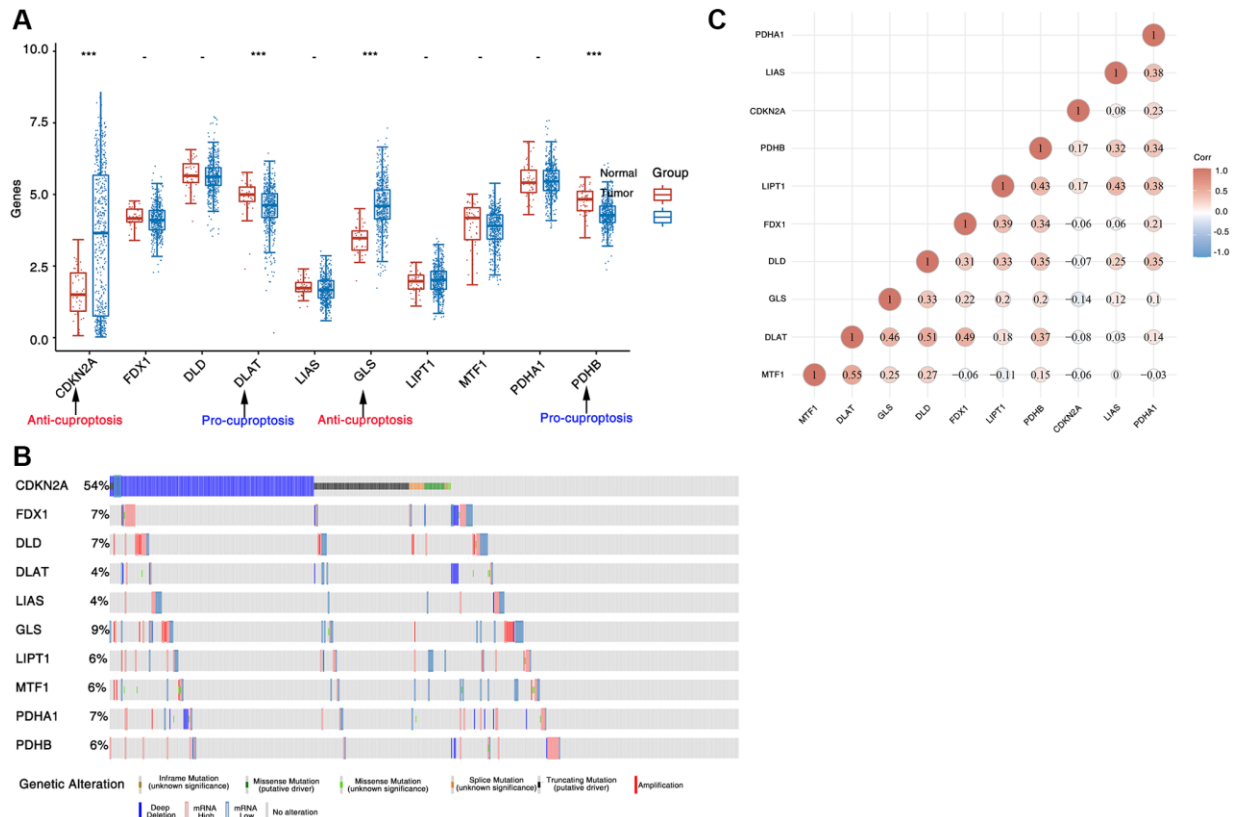 A
10.0
7.5
5.0
2.5
0.0
Genes
*** - - *** - *** - - - ***
CDKN2A
FDX1
DLD
DLAT
LIAS
GLS
LIPT1
MTF1
PDHA1
PDHB
Anti-cuproptosis
Pro-cuproptosis
Anti-cuproptosis
Pro-cuproptosis
Normal
Tumor
Group
C
PDHA1 1
LIAS 1 0.38
CDKN2A 1 0.08 0.23
PDHB 1 0.17 0.32 0.34
LIPT1 1 0.43 0.17 0.43 0.38
FDX1 1 0.39 0.34 −0.06 0.06 0.21
DLD 1 0.31 0.33 0.35 −0.07 0.25 0.35
GLS 1 0.33 0.22 0.2 0.2 −0.14 0.12 0.1
DLAT 1 0.46 0.51 0.49 0.18 0.37 −0.08 0.03 0.14
MTF1 1 0.55 0.25 0.27 −0.06 −0.11 0.15 −0.06 0 −0.03
MTF1
DLAT
GLS
DLD
FDX1
LIPT1
PDHB
CDKN2A
LIAS
PDHA1
Corr
1.0
0.5
0.0
-0.5
-1.0
B
CDKN2A 54%
FDX1 7%
DLD 7%
DLAT 4%
LIAS 4%
GLS 9%
LIPT1 6%
MTF1 6%
PDHA1 7%
PDHB 6%
Genetic Alteration
Inframe Mutation
(unknown significance)
Missense Mutation
(putative driver)
Missense Mutation
(unknown significance)
Splice Mutation
(unknown significance)
Truncating Mutation
(putative driver)
Amplification
Deep
Deletion
mRNA
High
mRNA
Low
No alteration